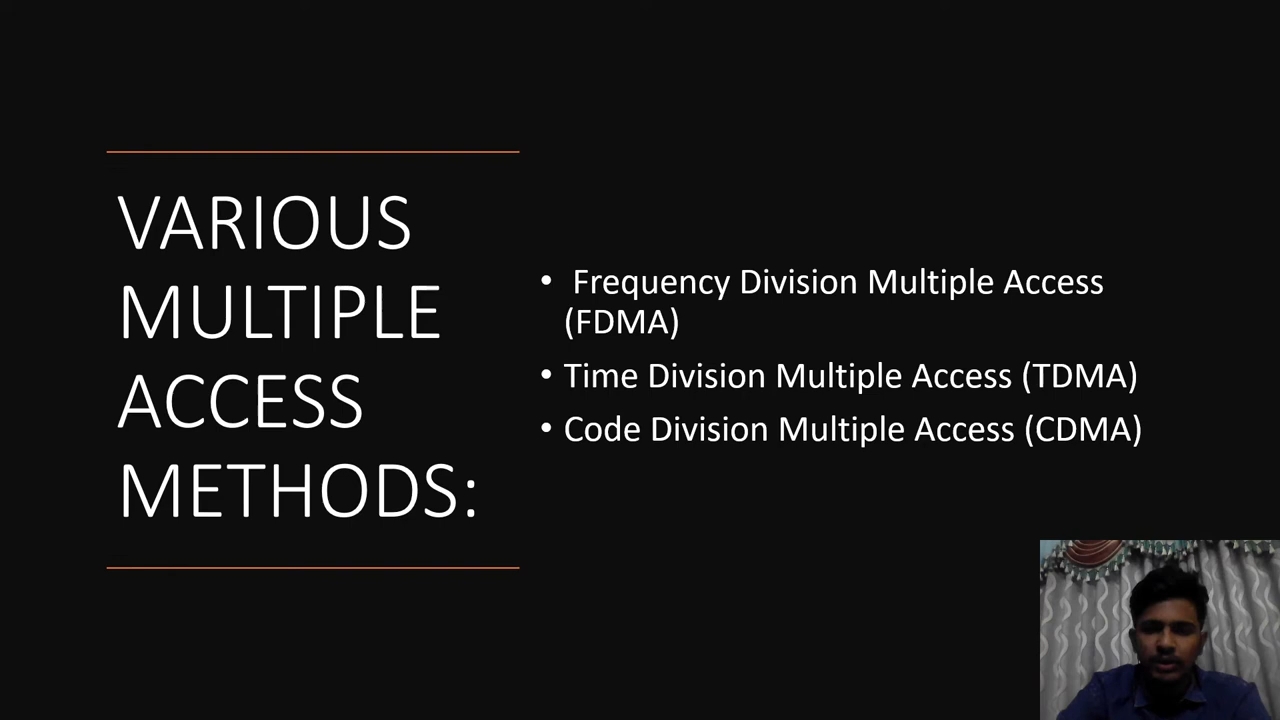 VARIOUS
MULTIPLE
ACCESS
METHODS:
• Frequency Division Multiple Access
(FDMA)
• Time Division Multiple Access (TDMA)
• Code Division Multiple Access (CDMA)